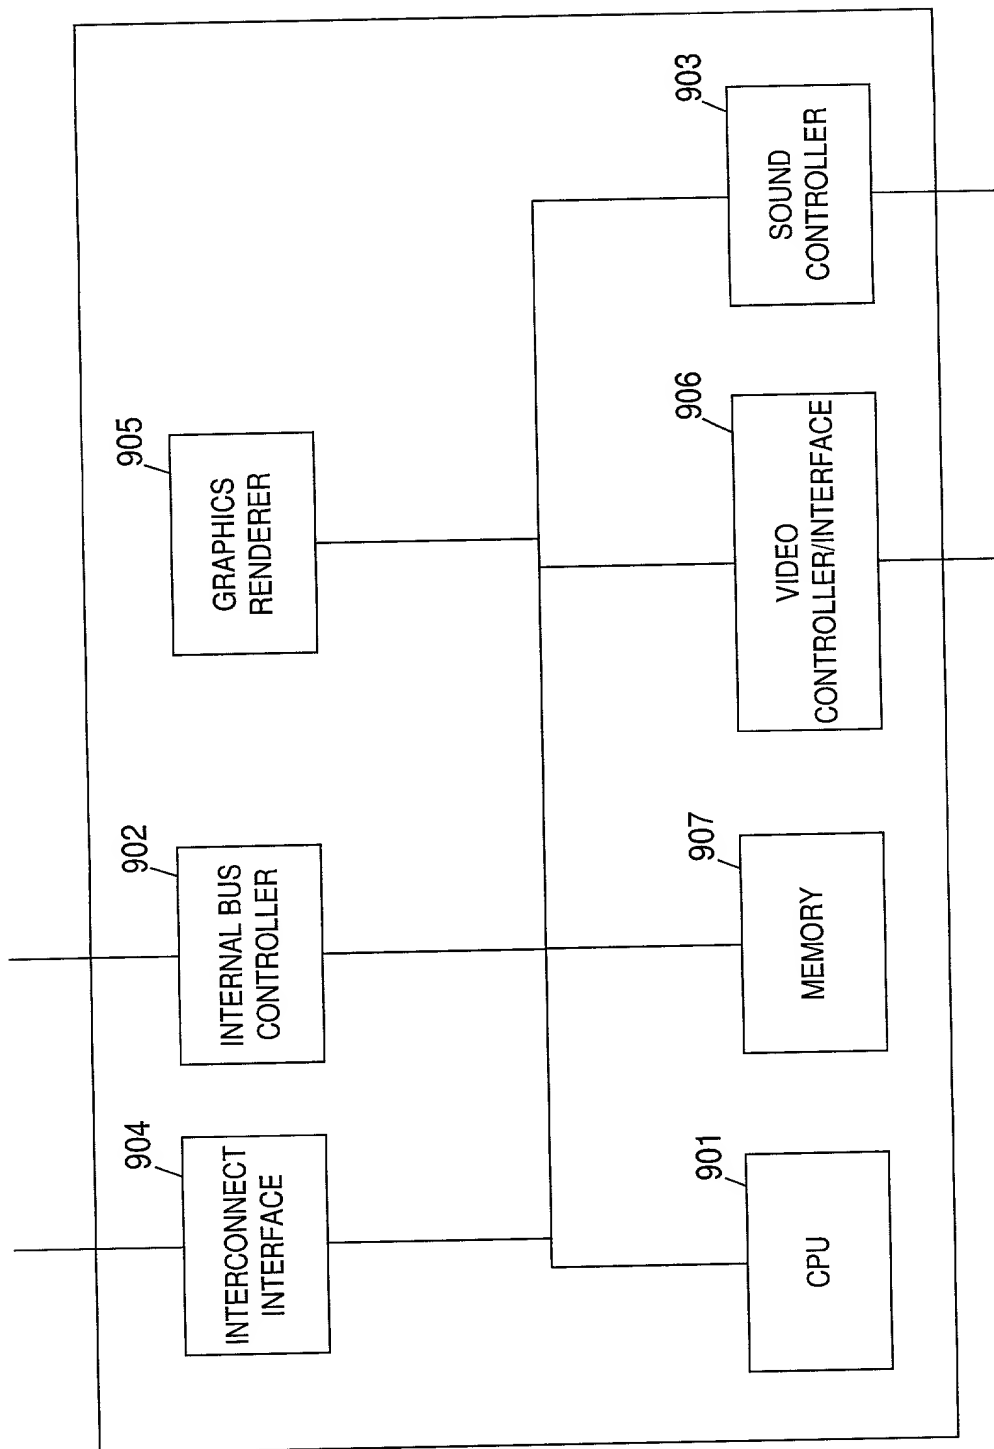 904
INTERCONNECT
INTERFACE
902
INTERNAL BUS
CONTROLLER
905
GRAPHICS
RENDERER
901
CPU
907
MEMORY
906
VIDEO
CONTROLLER/INTERFACE
903
SOUND
CONTROLLER